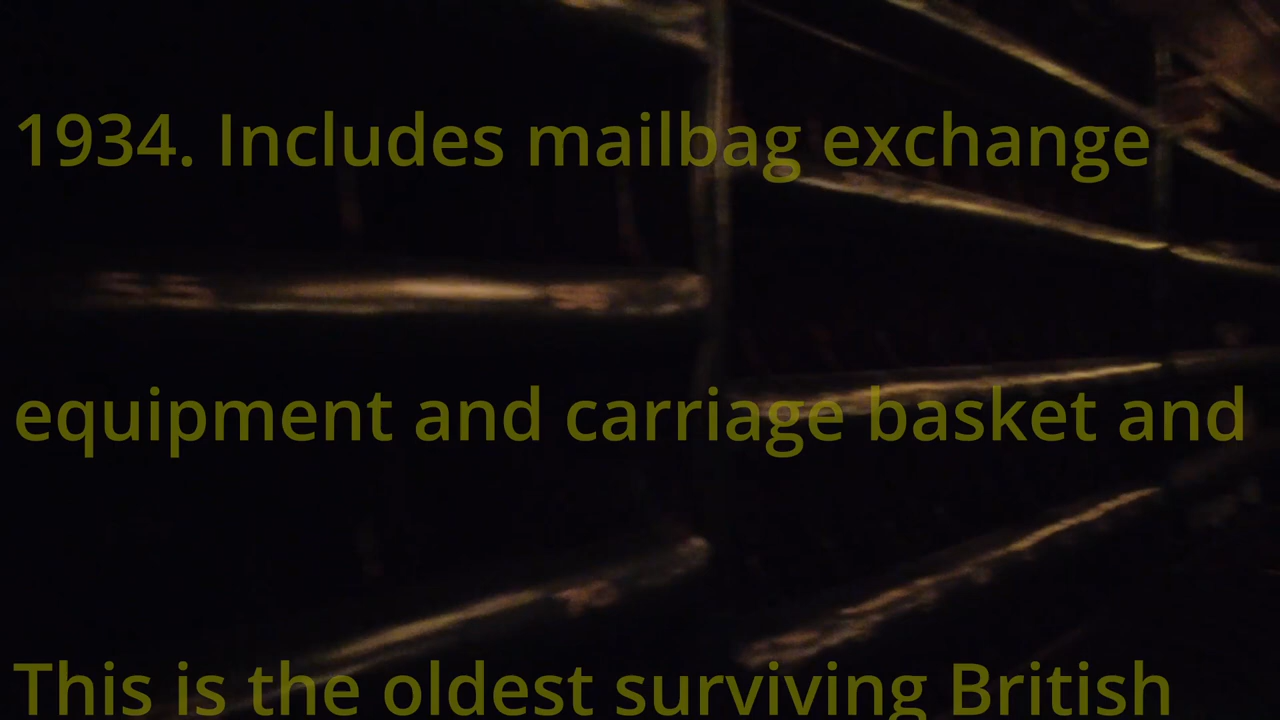 1934. Includes mailbag exchange
equipment and carriage basket and
This is the oldest surviving British